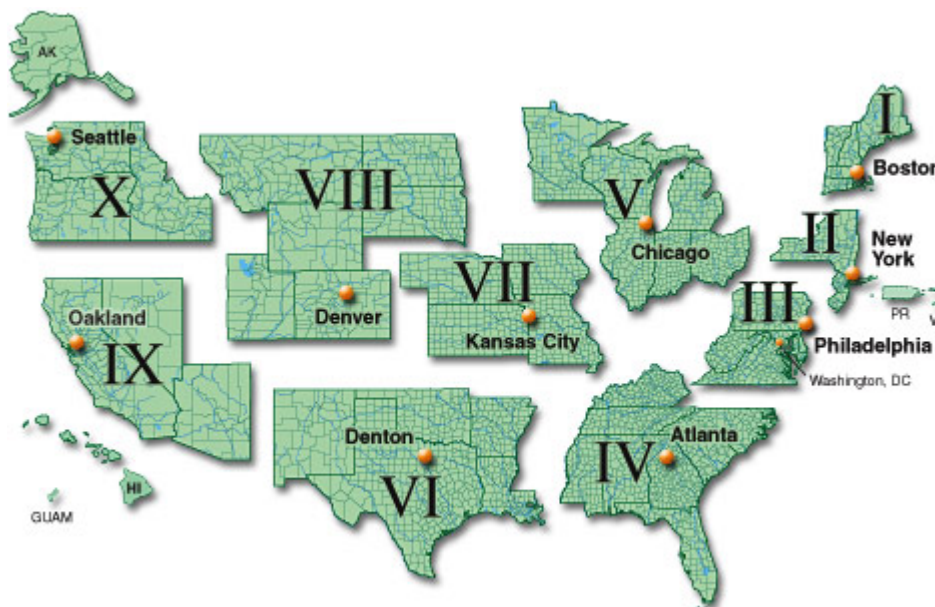 AK
Seattle
X
VIII
V
Chicago
I
Boston
II
New
York
PR
V
III
Philadelphia
Washington, DC
VII
Kansas City
Denver
Oakland
IX
HI
GUAM
Denton
VI
IV
Atlanta